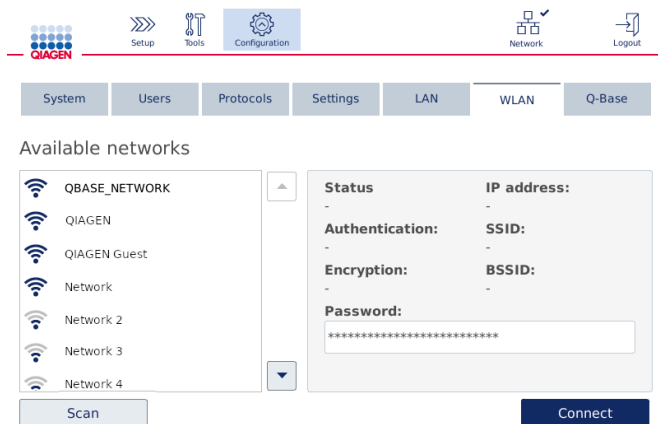 Setup
Tools
Configuration
Network
Logout
QIAGEN
System Users Protocols Settings LAN WLAN Q-Base
Available networks
QBASE_NETWORK
QIAGEN
QIAGEN Guest
Network
Network 2
Network 3
Network 4
Status IP address:
- -
Authentication: SSID:
- -
Encryption: BSSID:
- -
Password:
**************************
Scan Connect